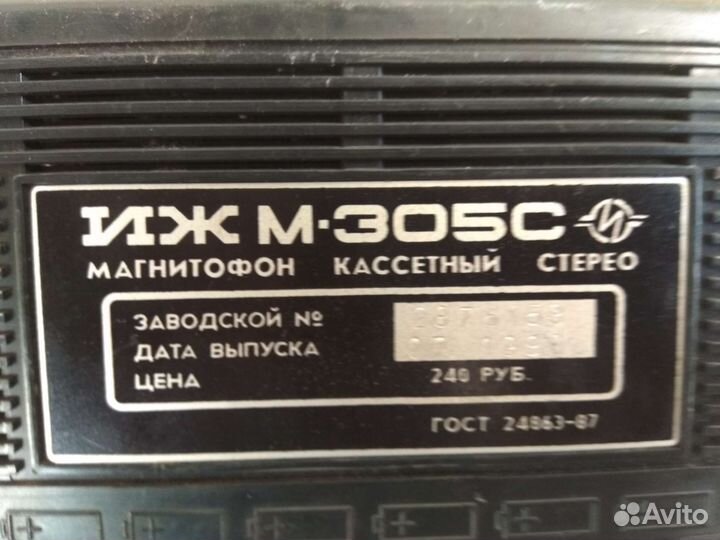 ИЖ М-305С
МАГНИТОФОН КАССЕТНЫЙ СТЕРЕО
ЗАВОДСКОЙ №
ДАТА ВЫПУСКА
ЦЕНА 240 РУБ.
ГОСТ 24863-87
Avito